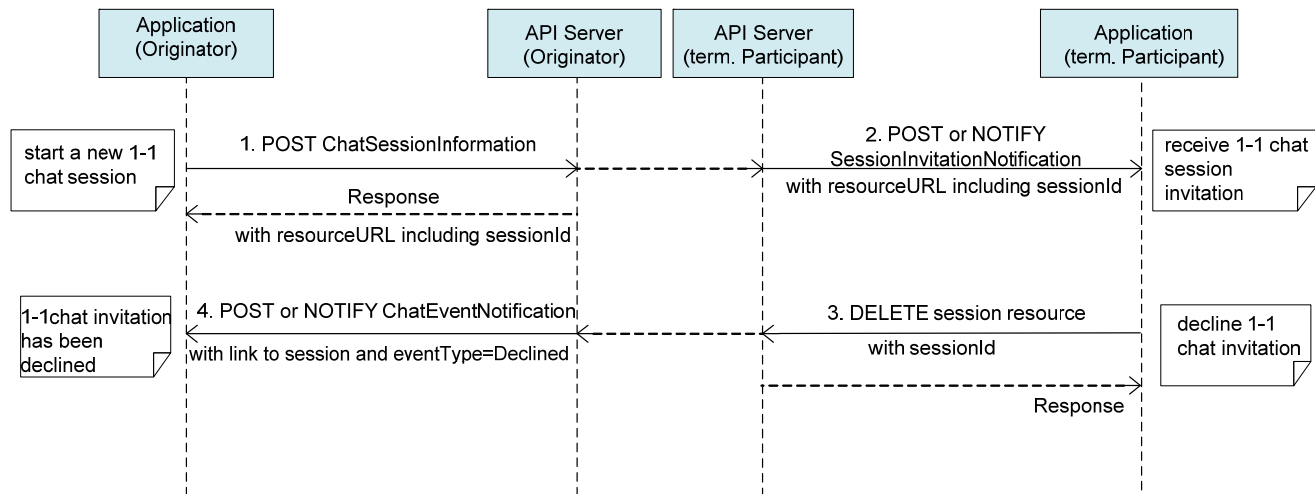 Application
(Originator)
API Server
(Originator)
API Server
(term. Participant)
Application
(term. Participant)
start a new 1-1
chat session
1. POST ChatSessionInformation
2. POST or NOTIFY
SessionInvitationNotification
with resourceURL including sessionId
receive 1-1 chat
session
invitation
Response
with resourceURL including sessionId
1-1chat invitation
has been
declined
4. POST or NOTIFY ChatEventNotification
with link to session and eventType=Declined
3. DELETE session resource
with sessionId
decline 1-1
chat invitation
Response